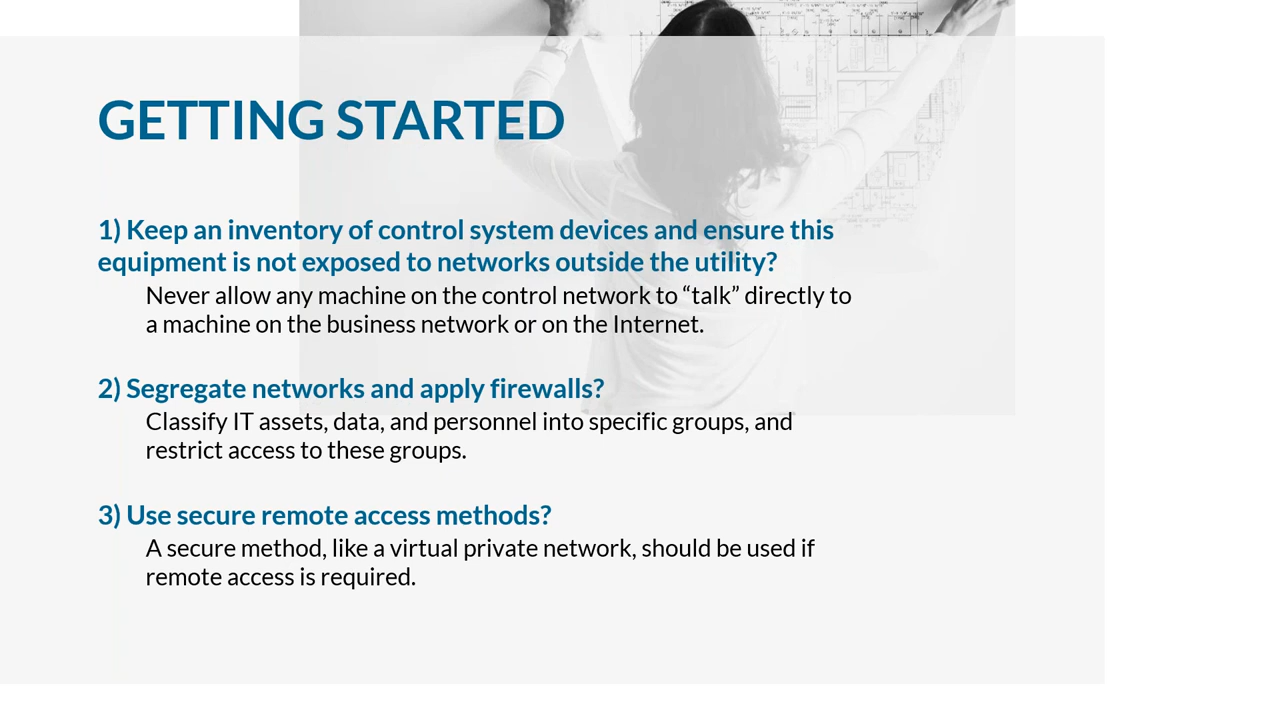 GETTING STARTED
1) Keep an inventory of control system devices and ensure this
equipment is not exposed to networks outside the utility?
Never allow any machine on the control network to “talk” directly to
a machine on the business network or on the Internet.
2) Segregate networks and apply firewalls?
Classify IT assets, data, and personnel into specific groups, and
restrict access to these groups.
3) Use secure remote access methods?
A secure method, like a virtual private network, should be used if
remote access is required.